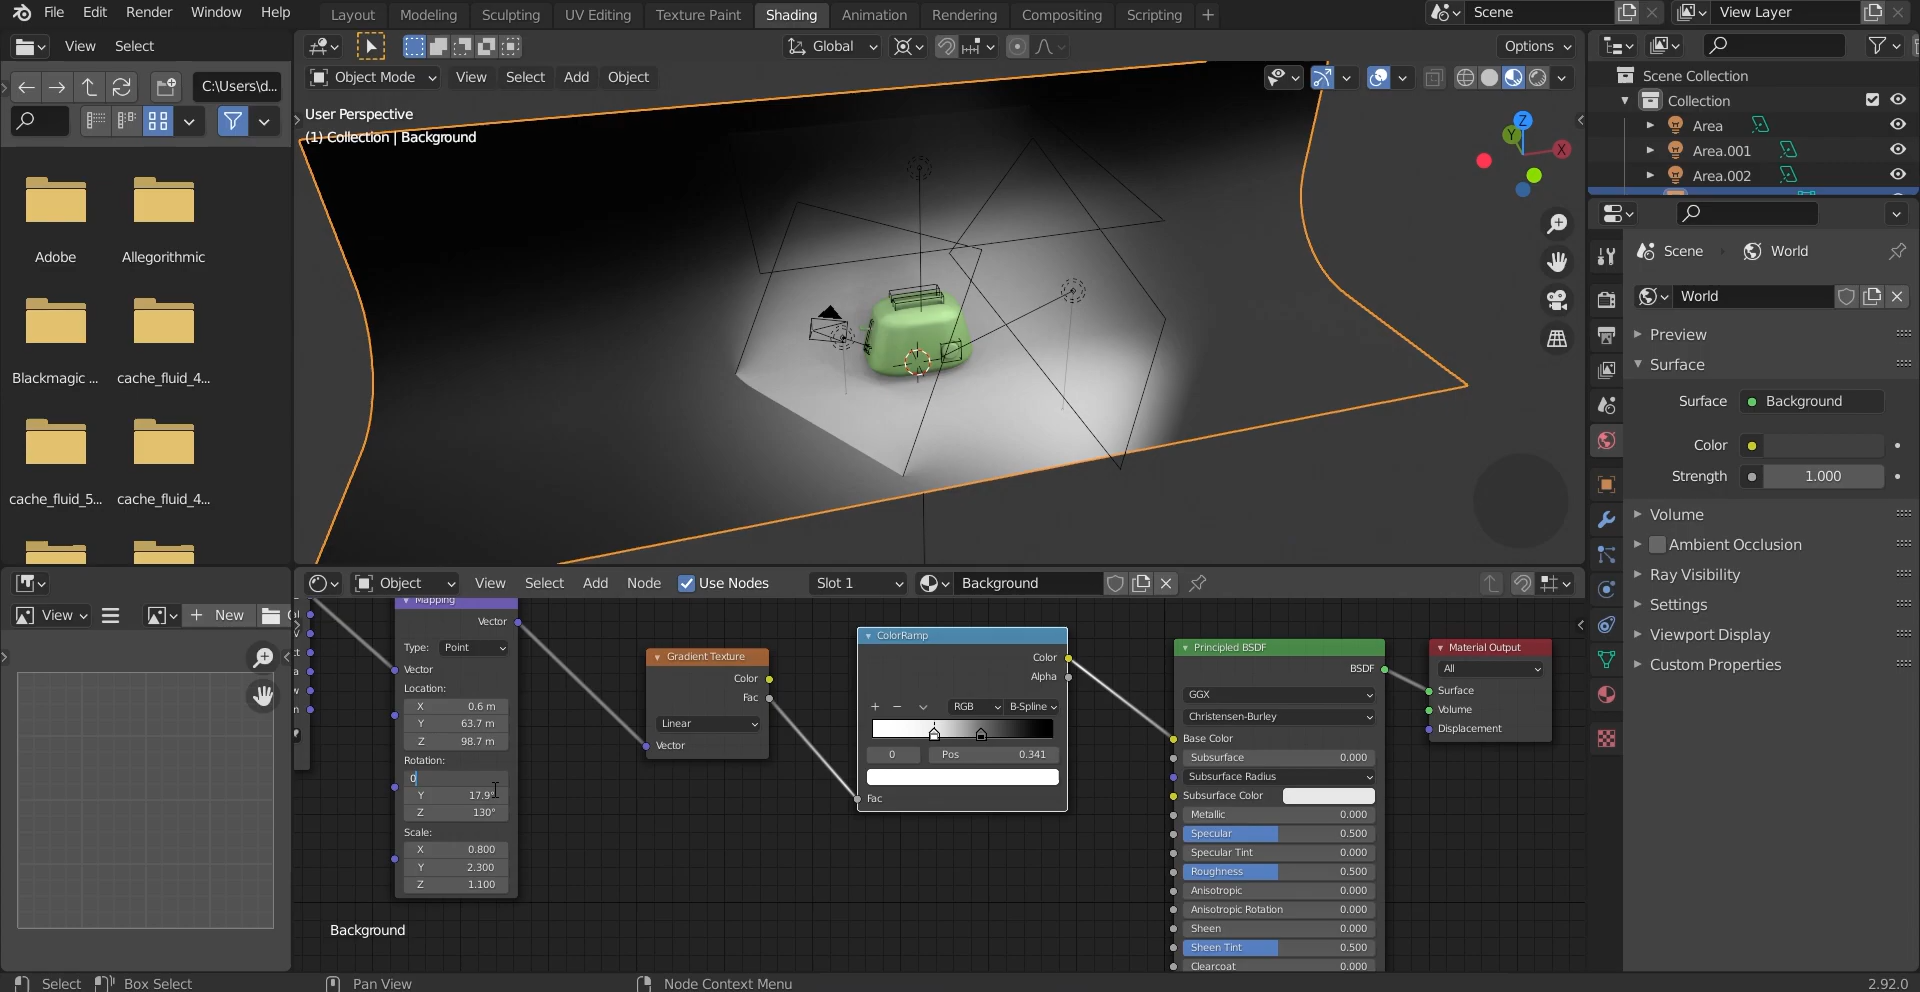 File Edit Render Window Help Layout Modeling Sculpting UV Editing Texture Paint Shading Animation Rendering Compositing Scripting + Scene View Layer
View Select Global Options
C:\Users\d... Object Mode View Select Add Object
User Perspective
(1) Collection | Background
Z
Y
X
Scene Collection
Collection
Area
Area.001
Area.002
Adobe Allegorithmic
Blackmagic ... cache_fluid_4...
cache_fluid_5... cache_fluid_4...
Scene World
World
Preview
Surface
Surface Background
Color
Strength 1.000
Volume
Ambient Occlusion
Ray Visibility
Settings
Viewport Display
Custom Properties
Object View Select Add Node Use Nodes Slot 1 Background
View + New
Mapping
Vector
Type: Point
Vector
Location:
X 0.6 m
Y 63.7 m
Z 98.7 m
Rotation:
0
Y 17.9°
Z 130°
Scale:
X 0.800
Y 2.300
Z 1.100
Gradient Texture
Color
Fac
Linear
Vector
ColorRamp
Color
Alpha
+ − RGB B-Spline
0 Pos 0.341
Fac
Principled BSDF
BSDF
GGX
Christensen-Burley
Base Color
Subsurface 0.000
Subsurface Radius
Subsurface Color
Metallic 0.000
Specular 0.500
Specular Tint 0.000
Roughness 0.500
Anisotropic 0.000
Anisotropic Rotation 0.000
Sheen 0.000
Sheen Tint 0.500
Clearcoat 0.000
Material Output
All
Surface
Volume
Displacement
Background
Select Box Select Pan View Node Context Menu 2.92.0